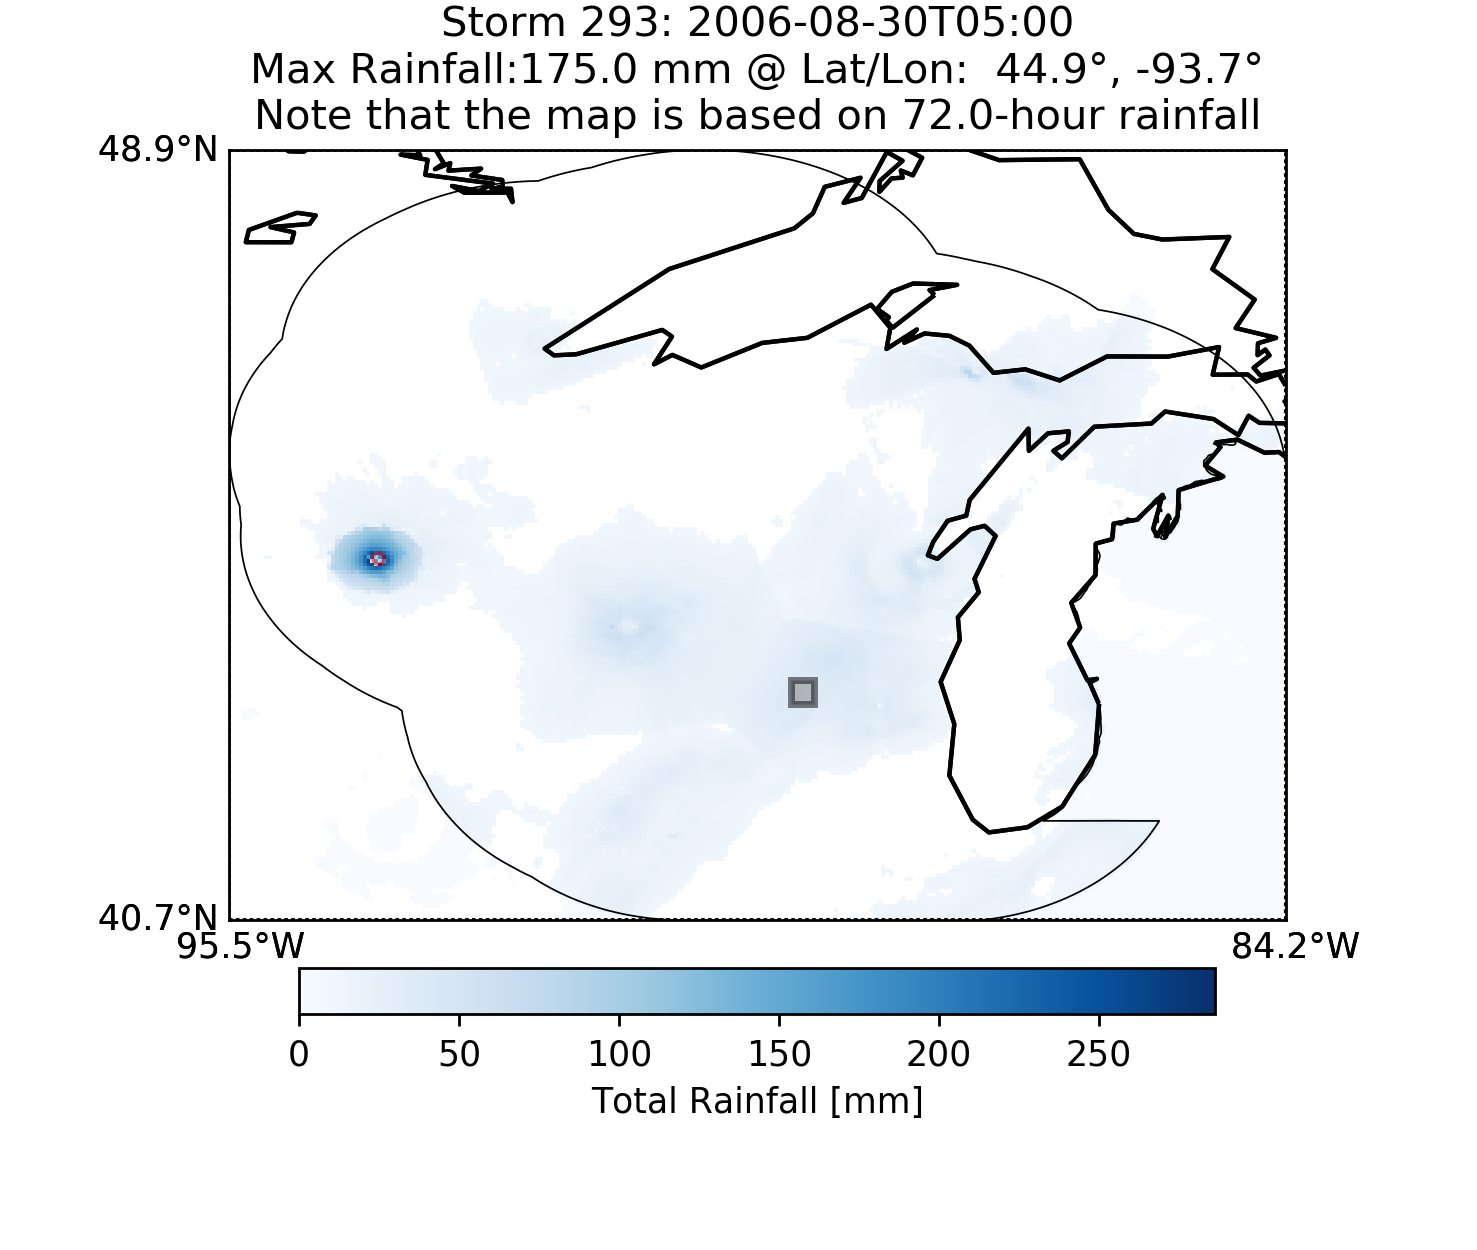 Storm 293: 2006-08-30T05:00
Max Rainfall:175.0 mm @ Lat/Lon:  44.9°, -93.7°
Note that the map is based on 72.0-hour rainfall
48.9°N
40.7°N
95.5°W 84.2°W
0 50 100 150 200 250
Total Rainfall [mm]